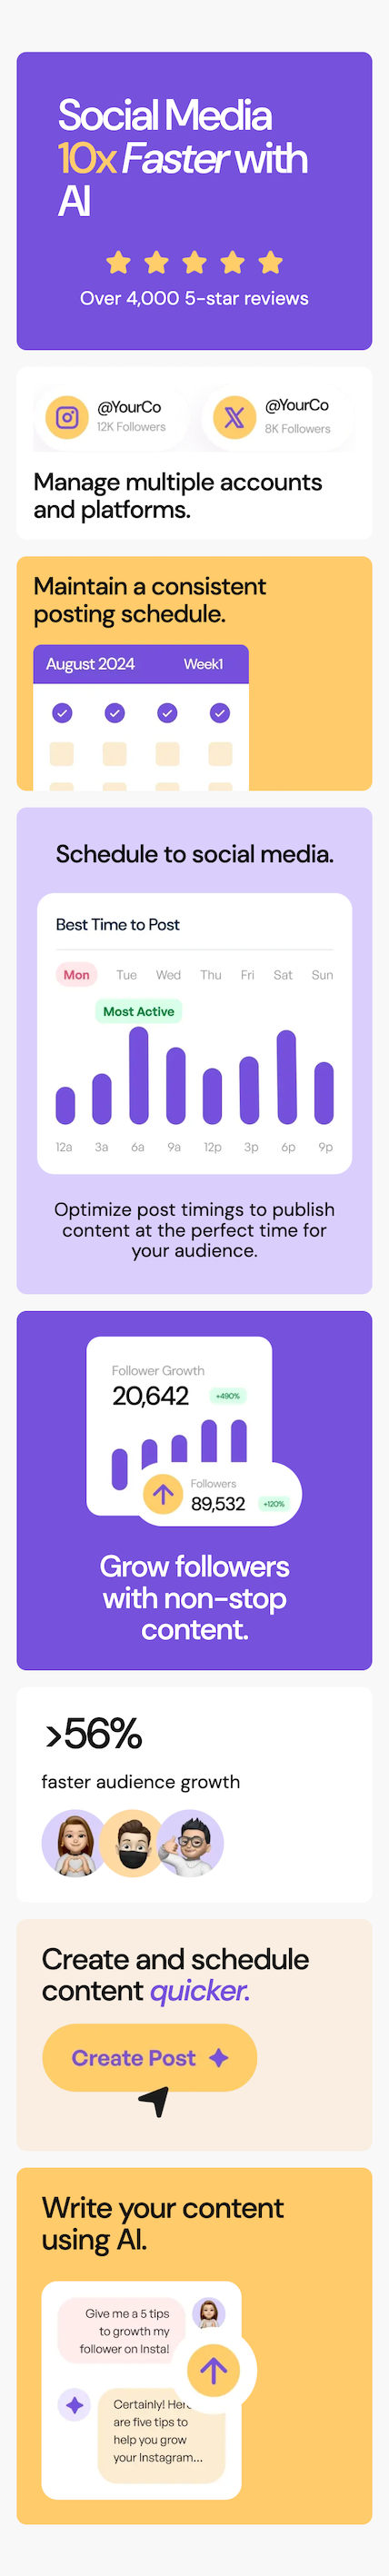 Social Media
10x Faster with
AI
Over 4,000 5-star reviews
@YourCo
12K Followers
@YourCo
8K Followers
Manage multiple accounts
and platforms.
Maintain a consistent
posting schedule.
August 2024 Week1
Schedule to social media.
Best Time to Post
Mon Tue Wed Thu Fri Sat Sun
Most Active
12a 3a 6a 9a 12p 3p 6p 9p
Optimize post timings to publish
content at the perfect time for
your audience.
Follower Growth
20,642 +490%
Followers
89,532 +120%
Grow followers
with non-stop
content.
>56%
faster audience growth
Create and schedule
content quicker.
Create Post
Write your content
using AI.
Give me a 5 tips
to growth my
follower on Insta!
Certainly! Here
are five tips to
help you grow
your Instagram...